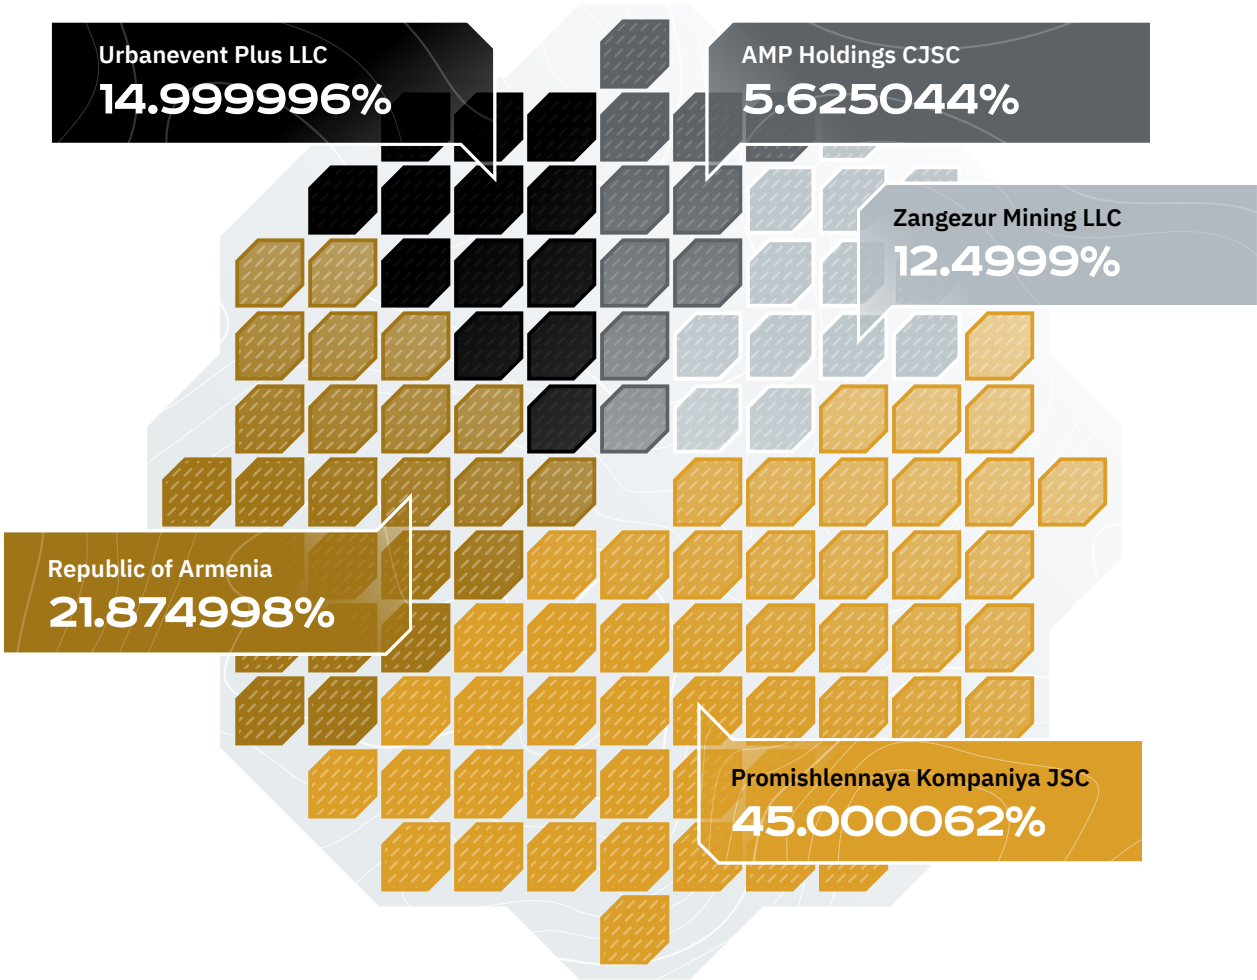 Urbanevent Plus LLC
14.999996%
AMP Holdings CJSC
5.625044%
Zangezur Mining LLC
12.4999%
Republic of Armenia
21.874998%
Promishlennaya Kompaniya JSC
45.000062%